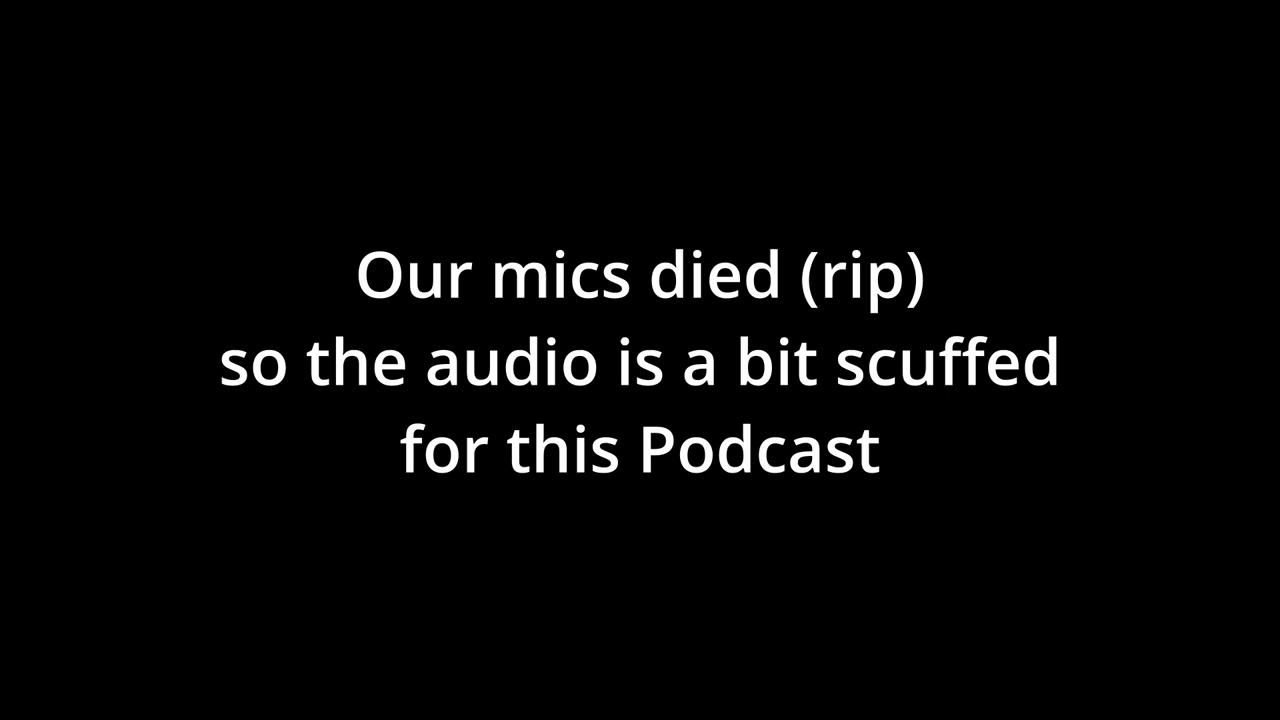 Our mics died (rip)
so the audio is a bit scuffed
for this Podcast